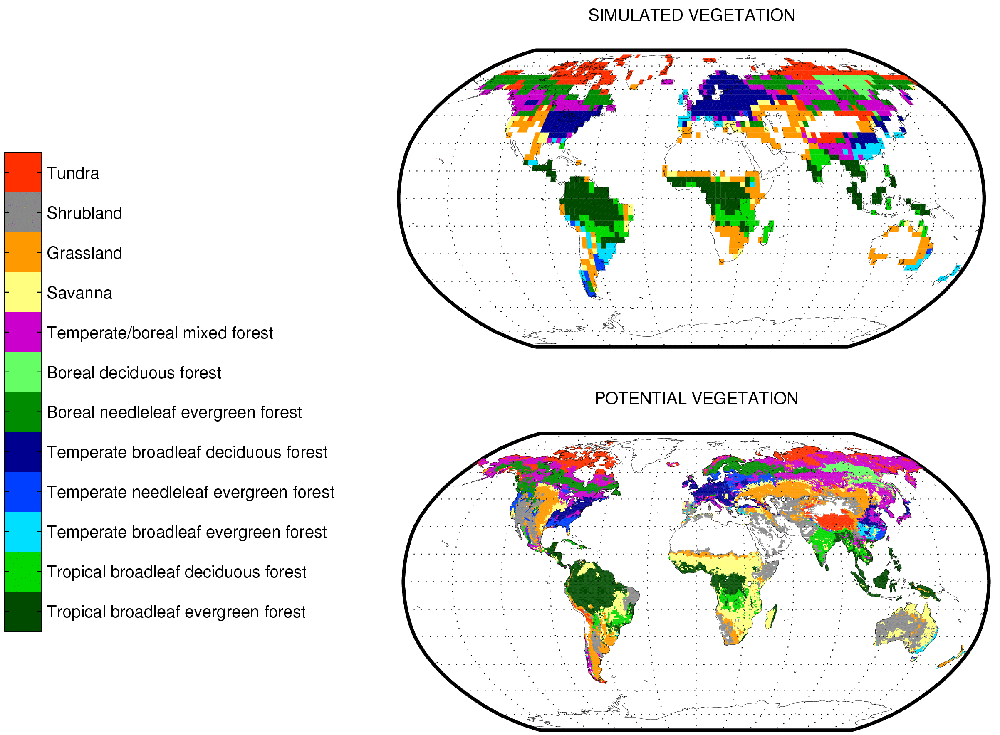 SIMULATED VEGETATION
Tundra
Shrubland
Grassland
Savanna
Temperate/boreal mixed forest
Boreal deciduous forest
Boreal needleleaf evergreen forest
Temperate broadleaf deciduous forest
Temperate needleleaf evergreen forest
Temperate broadleaf evergreen forest
Tropical broadleaf deciduous forest
Tropical broadleaf evergreen forest
POTENTIAL VEGETATION